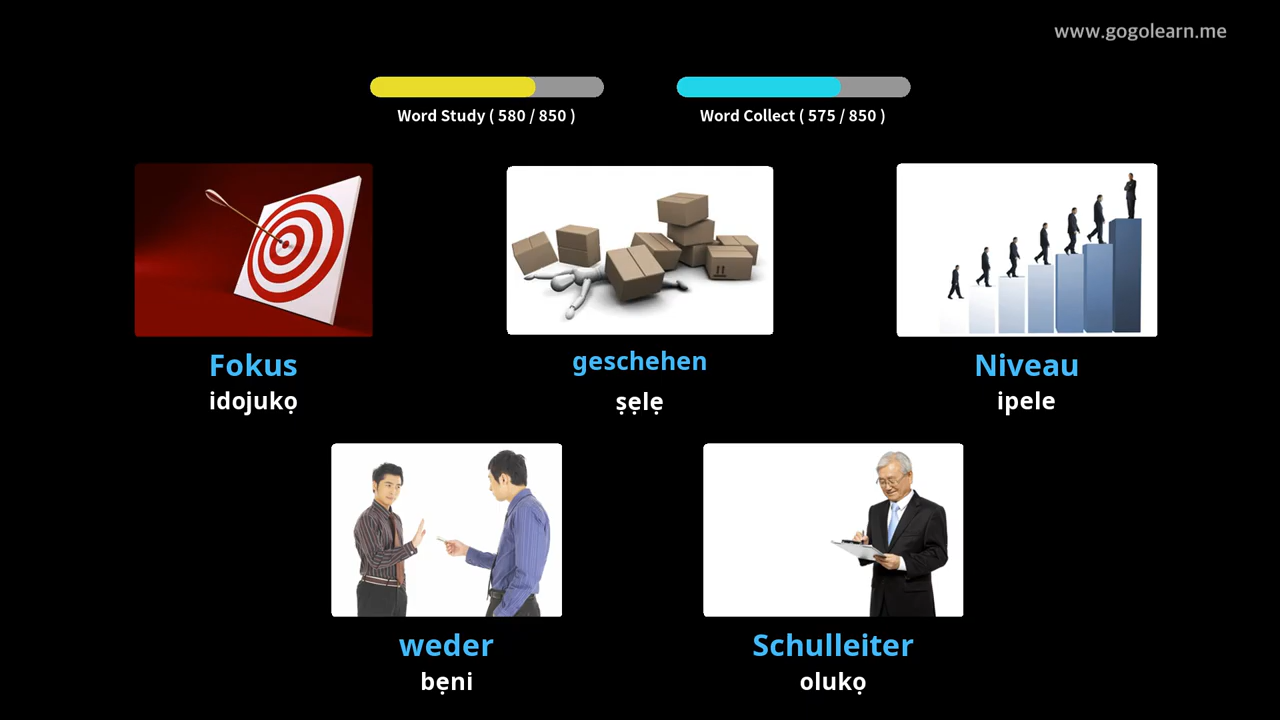 www.gogolearn.me
Word Study ( 580 / 850 )
Word Collect ( 575 / 850 )
Fokus
idojukọ
geschehen
ṣẹlẹ
Niveau
ipele
weder
bẹni
Schulleiter
olukọ